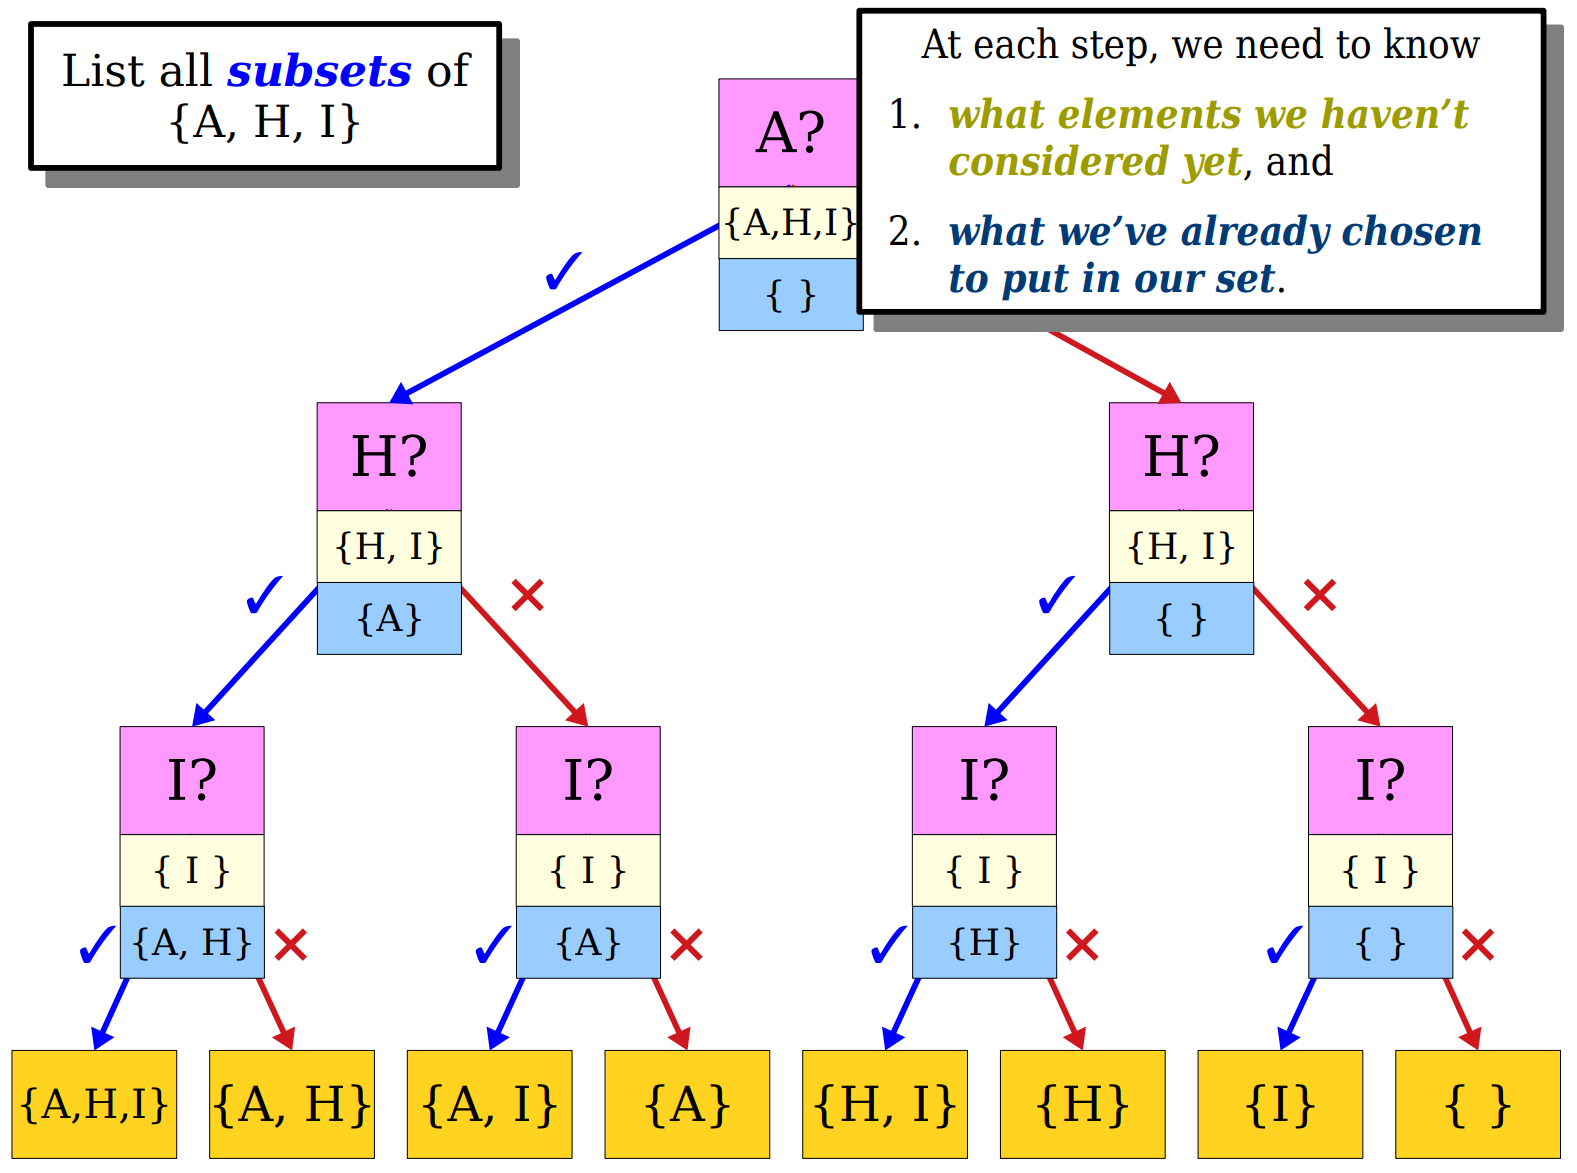 List all subsets of
{A, H, I}
At each step, we need to know
1. what elements we haven’t
considered yet, and
2. what we’ve already chosen
to put in our set.
A?
{A,H,I}
{ }
✓
H?
{H, I}
{A}
✓
×
H?
{H, I}
{ }
✓
×
I?
{ I }
{A, H}
✓
×
I?
{ I }
{A}
✓
×
I?
{ I }
{H}
✓
×
I?
{ I }
{ }
✓
×
{A,H,I}
{A, H}
{A, I}
{A}
{H, I}
{H}
{I}
{ }